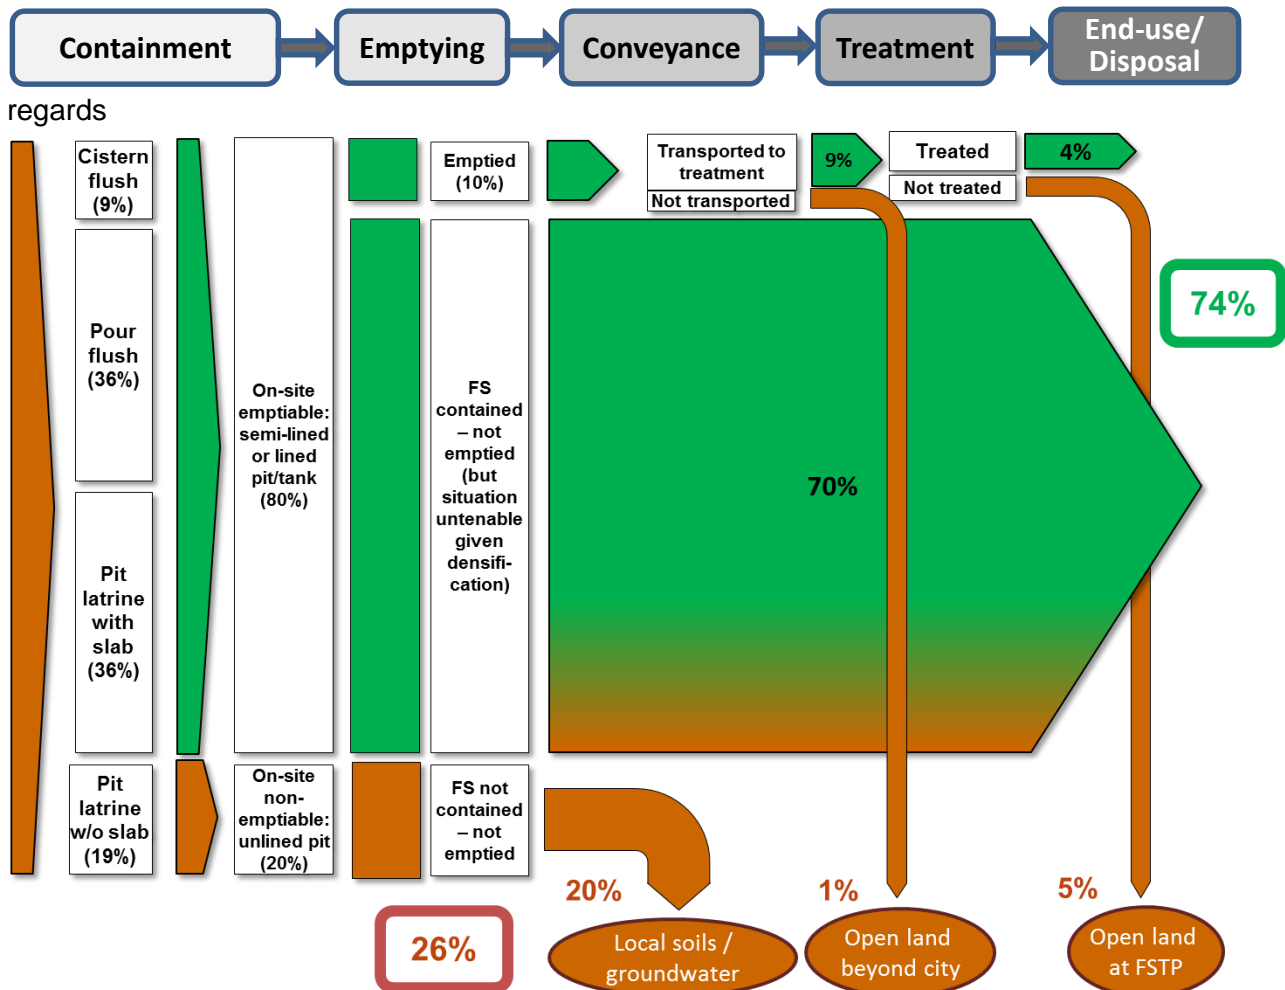 Containment
Emptying
Conveyance
Treatment
End-use/
Disposal
regards
Cistern
flush
(9%)
Pour
flush
(36%)
Pit
latrine
with
slab
(36%)
Pit
latrine
w/o slab
(19%)
On-site
emptiable:
semi-lined
or lined
pit/tank
(80%)
On-site
non-
emptiable:
unlined pit
(20%)
Emptied
(10%)
FS
contained
– not
emptied
(but
situation
untenable
given
densifi-
cation)
FS not
contained
– not
emptied
Transported to
treatment
Not transported
9%
Treated
Not treated
4%
74%
70%
26%
20%
Local soils /
groundwater
1%
Open land
beyond city
5%
Open land
at FSTP